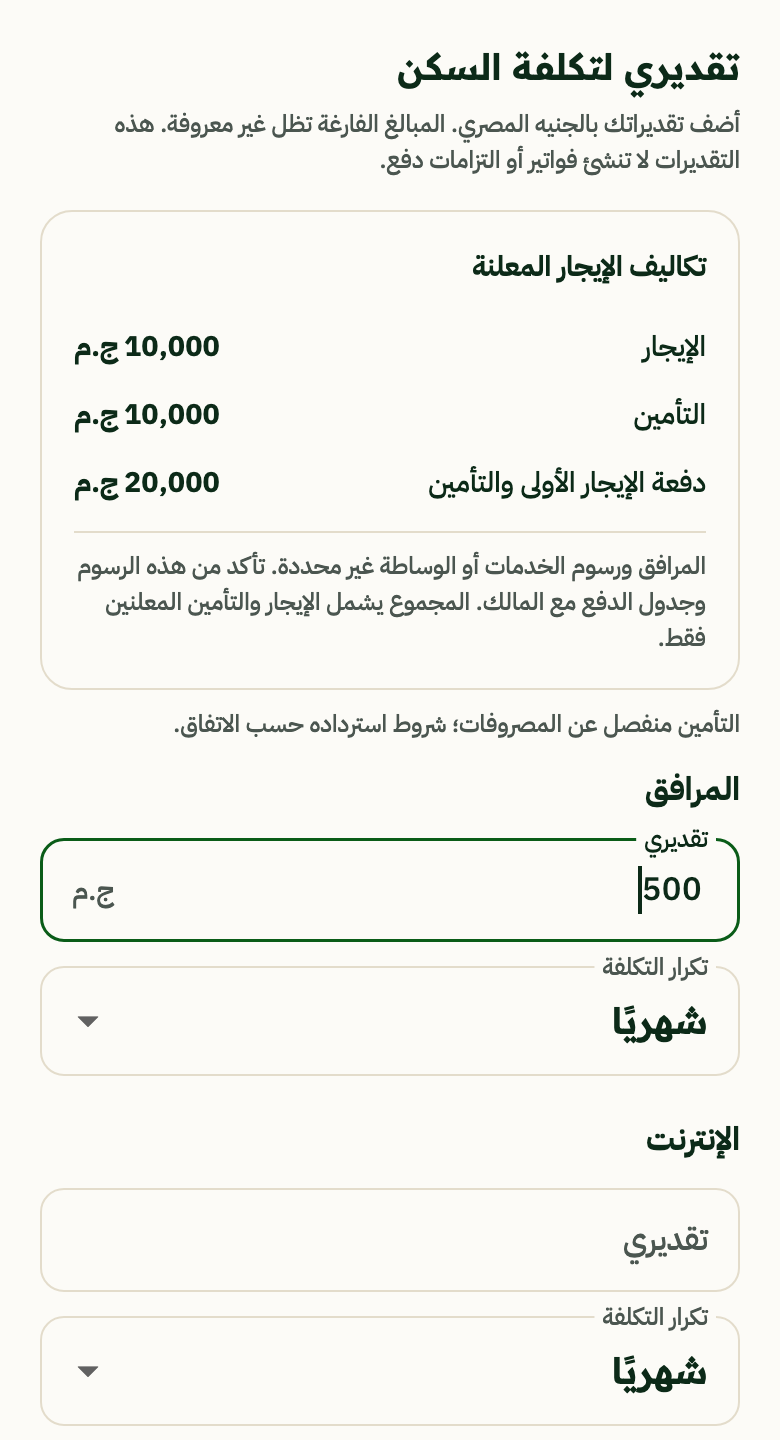 تقديري لتكلفة السكن
أضف تقديراتك بالجنيه المصري. المبالغ الفارغة تظل غير معروفة. هذه
التقديرات لا تنشئ فواتير أو التزامات دفع.
تكاليف الإيجار المعلنة
الإيجار 10,000 ج.م
التأمين 10,000 ج.م
دفعة الإيجار الأولى والتأمين 20,000 ج.م
المرافق ورسوم الخدمات أو الوساطة غير محددة. تأكد من هذه الرسوم
وجدول الدفع مع المالك. المجموع يشمل الإيجار والتأمين المعلنين
فقط.
التأمين منفصل عن المصروفات؛ شروط استرداده حسب الاتفاق.
المرافق
تقديري
500 ج.م
تكرار التكلفة
شهريًا
الإنترنت
تقديري
تكرار التكلفة
شهريًا